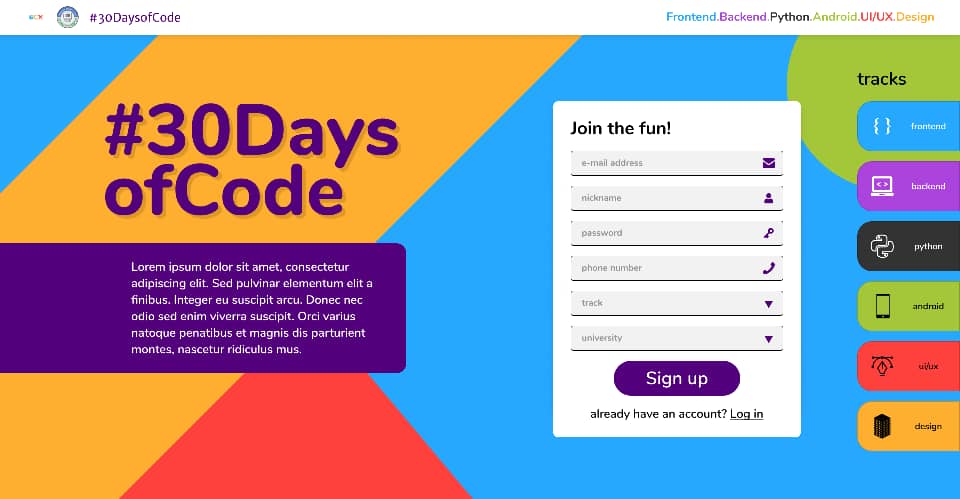 #30DaysofCode
Frontend.Backend.Python.Android.UI/UX.Design
#30Days
ofCode
Lorem ipsum dolor sit amet, consectetur
adipiscing elit. Sed pulvinar elementum elit a
finibus. Integer eu suscipit arcu. Donec nec
odio sed enim viverra suscipit. Orci varius
natoque penatibus et magnis dis parturient
montes, nascetur ridiculus mus.
Join the fun!
e-mail address
nickname
password
phone number
track
university
Sign up
already have an account? Log in
tracks
frontend
backend
python
android
ui/ux
design